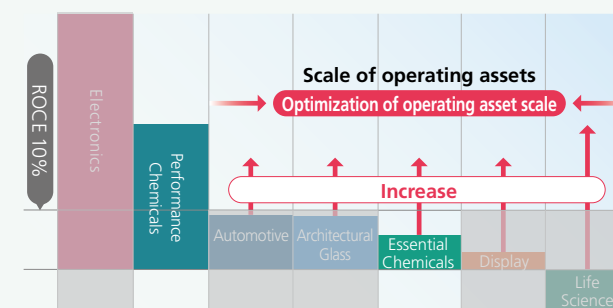 Scale of operating assets
Optimization of operating asset scale
ROCE 10%
Electronics
Performance
Chemicals
Increase
Automotive
Architectural
Glass
Essential
Chemicals
Display
Life
Science